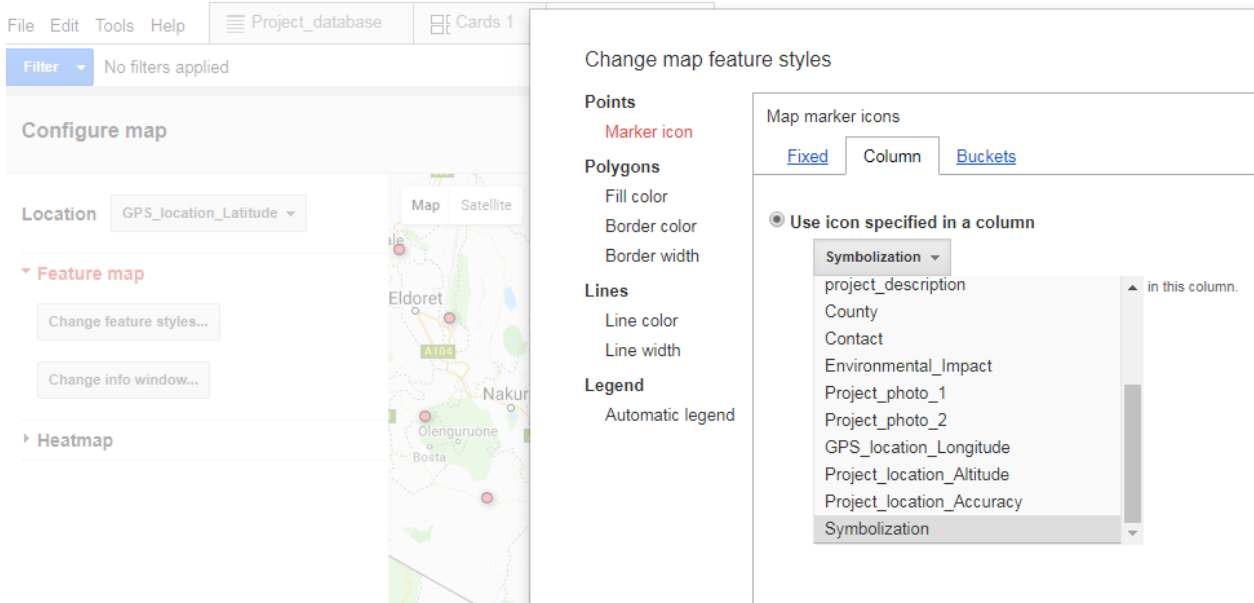 File Edit Tools Help
Project_database
Cards 1
Filter
No filters applied
Configure map
Location
GPS_location_Latitude
Feature map
Change feature styles...
Change info window...
Heatmap
Map
Satellite
Eldoret
A104
Nakur
Olenguruone
Bosta
Change map feature styles
Points
Marker icon
Polygons
Fill color
Border color
Border width
Lines
Line color
Line width
Legend
Automatic legend
Map marker icons
Fixed
Column
Buckets
Use icon specified in a column
Symbolization
project_description
in this column.
County
Contact
Environmental_Impact
Project_photo_1
Project_photo_2
GPS_location_Longitude
Project_location_Altitude
Project_location_Accuracy
Symbolization